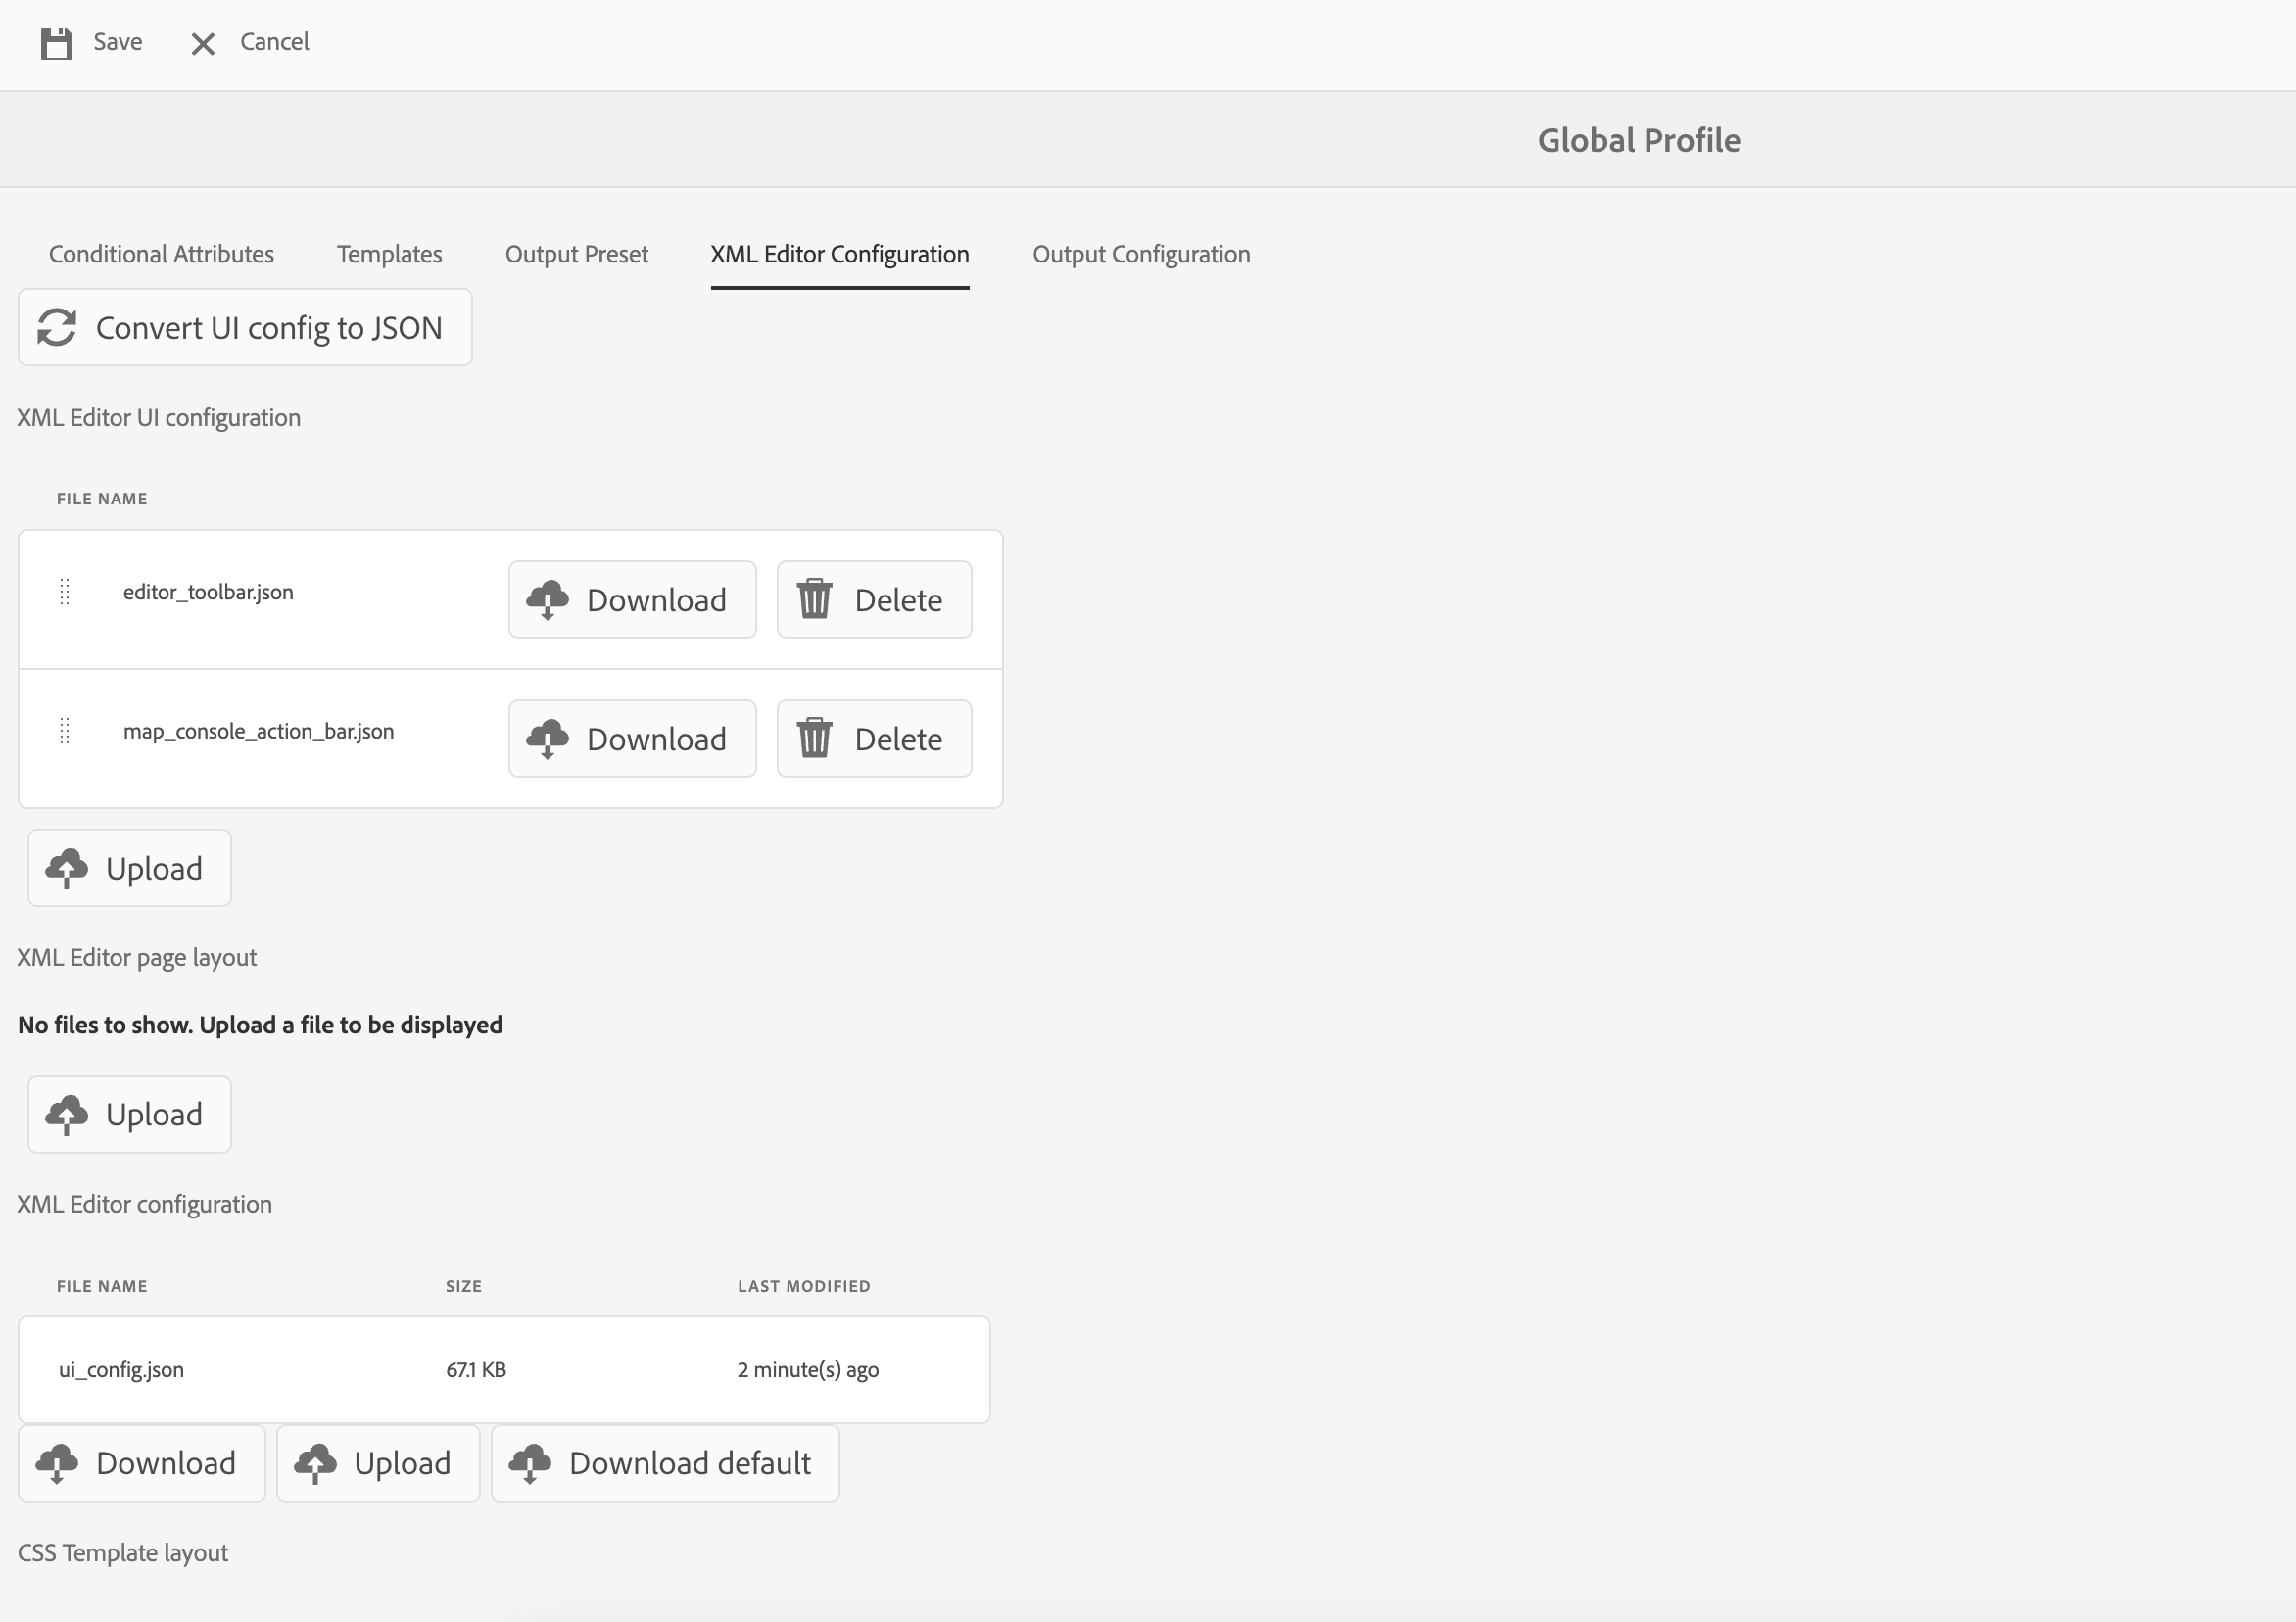 Save Cancel
Global Profile
Conditional Attributes Templates Output Preset XML Editor Configuration Output Configuration
Convert UI config to JSON
XML Editor UI configuration
FILE NAME
editor_toolbar.json Download Delete
map_console_action_bar.json Download Delete
Upload
XML Editor page layout
No files to show. Upload a file to be displayed
Upload
XML Editor configuration
FILE NAME SIZE LAST MODIFIED
ui_config.json 67.1 KB 2 minute(s) ago
Download Upload Download default
CSS Template layout